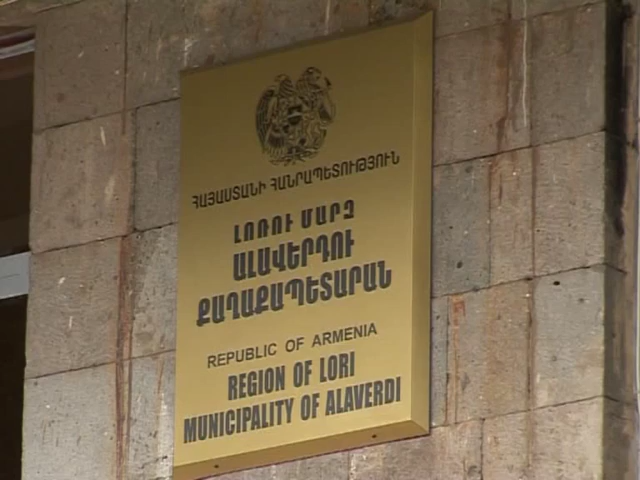 ՀԱՅԱՍՏԱՆԻ ՀԱՆՐԱՊԵՏՈՒԹՅՈՒՆ
ԼՈՌՈՒ ՄԱՐԶ
ԱԼԱՎԵՐԴՈՒ
ՔԱՂԱՔԱՊԵՏԱՐԱՆ
REPUBLIC OF ARMENIA
REGION OF LORI
MUNICIPALITY OF ALAVERDI